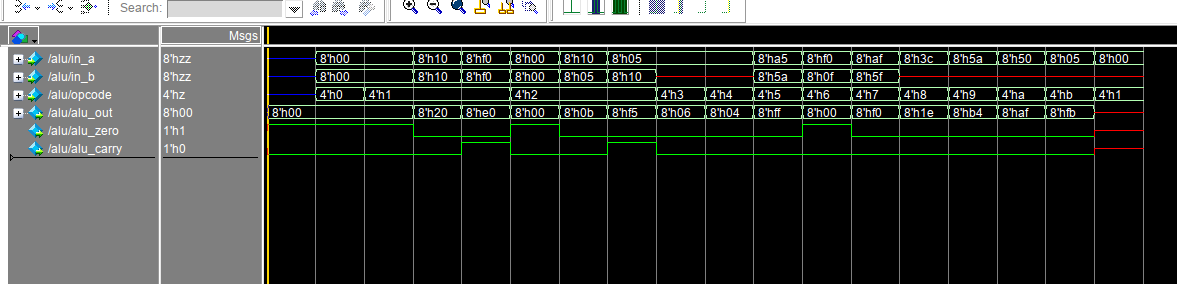 Search:
Msgs
/alu/in_a 8'hzz 8'h00 8'h10 8'hf0 8'h00 8'h10 8'h05 8'ha5 8'hf0 8'haf 8'h3c 8'h5a 8'h50 8'h05 8'h00
/alu/in_b 8'hzz 8'h00 8'h10 8'hf0 8'h00 8'h05 8'h10 8'h5a 8'h0f 8'h5f
/alu/opcode 4'hz 4'h0 4'h1 4'h2 4'h3 4'h4 4'h5 4'h6 4'h7 4'h8 4'h9 4'ha 4'hb 4'h1
/alu/alu_out 8'h00 8'h00 8'h20 8'he0 8'h00 8'h0b 8'hf5 8'h06 8'h04 8'hff 8'h00 8'hf0 8'h1e 8'hb4 8'haf 8'hfb
/alu/alu_zero 1'h1
/alu/alu_carry 1'h0